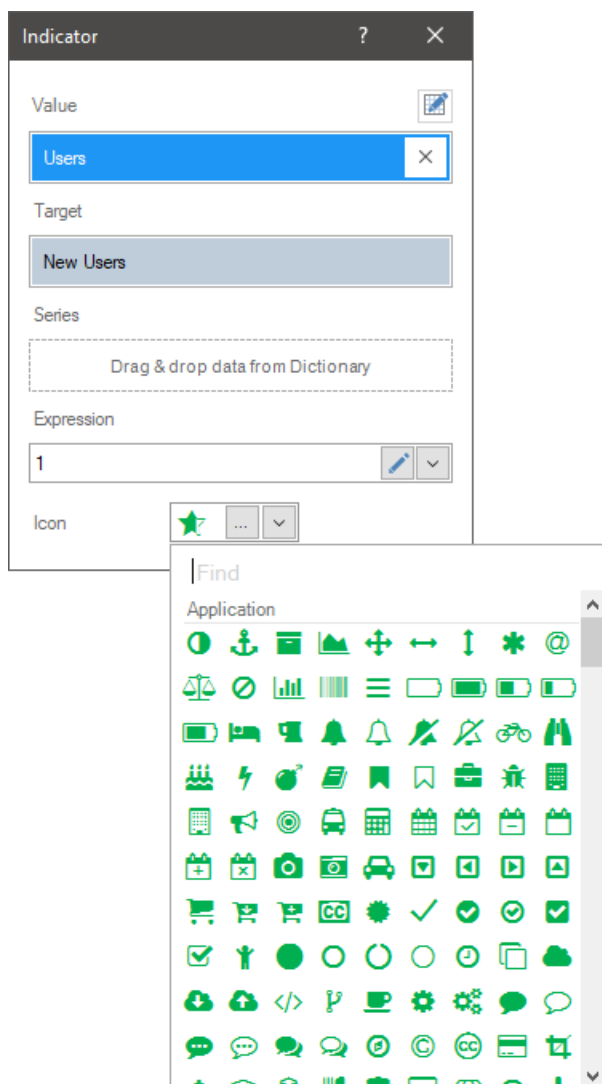 Indicator
?
Value
Users
Target
New Users
Series
Drag & drop data from Dictionary
Expression
1
Icon
...
Find
Application